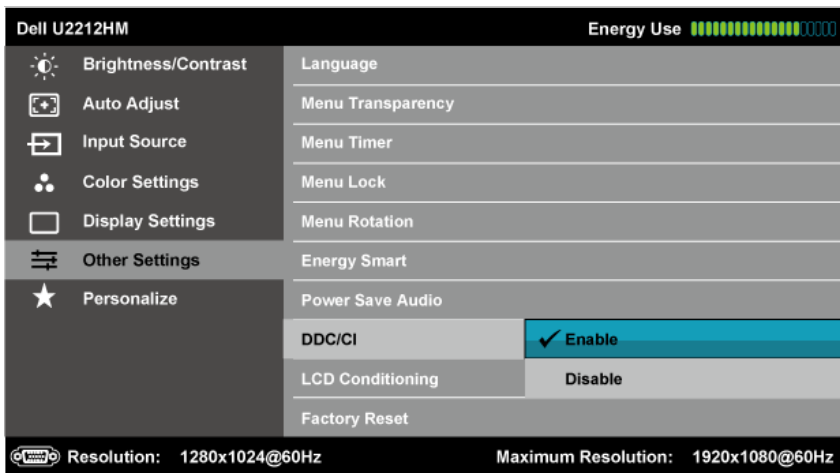 Dell U2212HM Energy Use
Brightness/Contrast
Auto Adjust
Input Source
Color Settings
Display Settings
Other Settings
Personalize
Language
Menu Transparency
Menu Timer
Menu Lock
Menu Rotation
Energy Smart
Power Save Audio
DDC/CI
LCD Conditioning
Factory Reset
Enable
Disable
Resolution: 1280x1024@60Hz Maximum Resolution: 1920x1080@60Hz